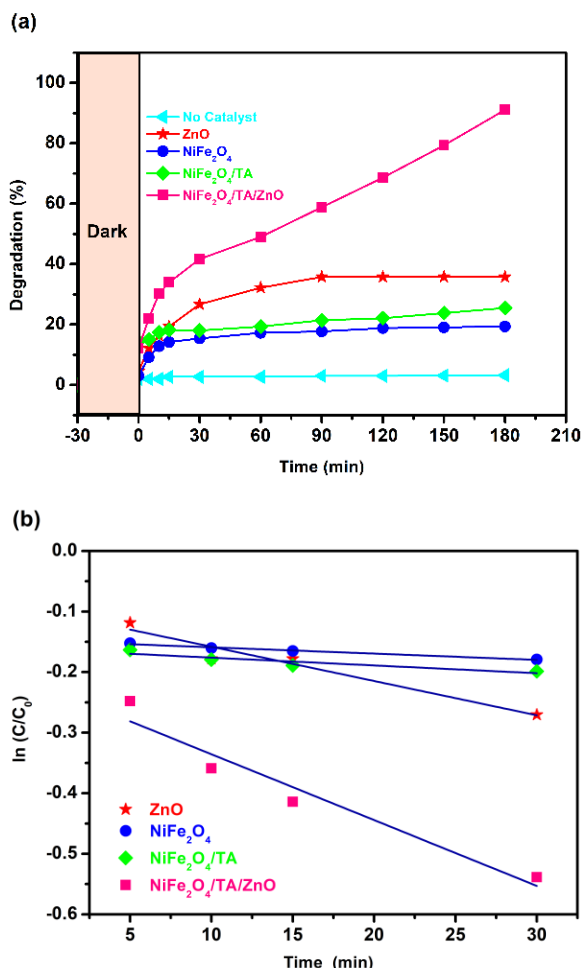 (a)
110
100
80
60
40
20
0
-30
0
30
60
90
120
150
180
210
Degradation (%)
Time (min)
Dark
No Catalyst
ZnO
NiFe₂O₄
NiFe₂O₄/TA
NiFe₂O₄/TA/ZnO
(b)
0.0
-0.1
-0.2
-0.3
-0.4
-0.5
-0.6
5
10
15
20
25
30
ln (C/C₀)
Time (min)
ZnO
NiFe₂O₄
NiFe₂O₄/TA
NiFe₂O₄/TA/ZnO